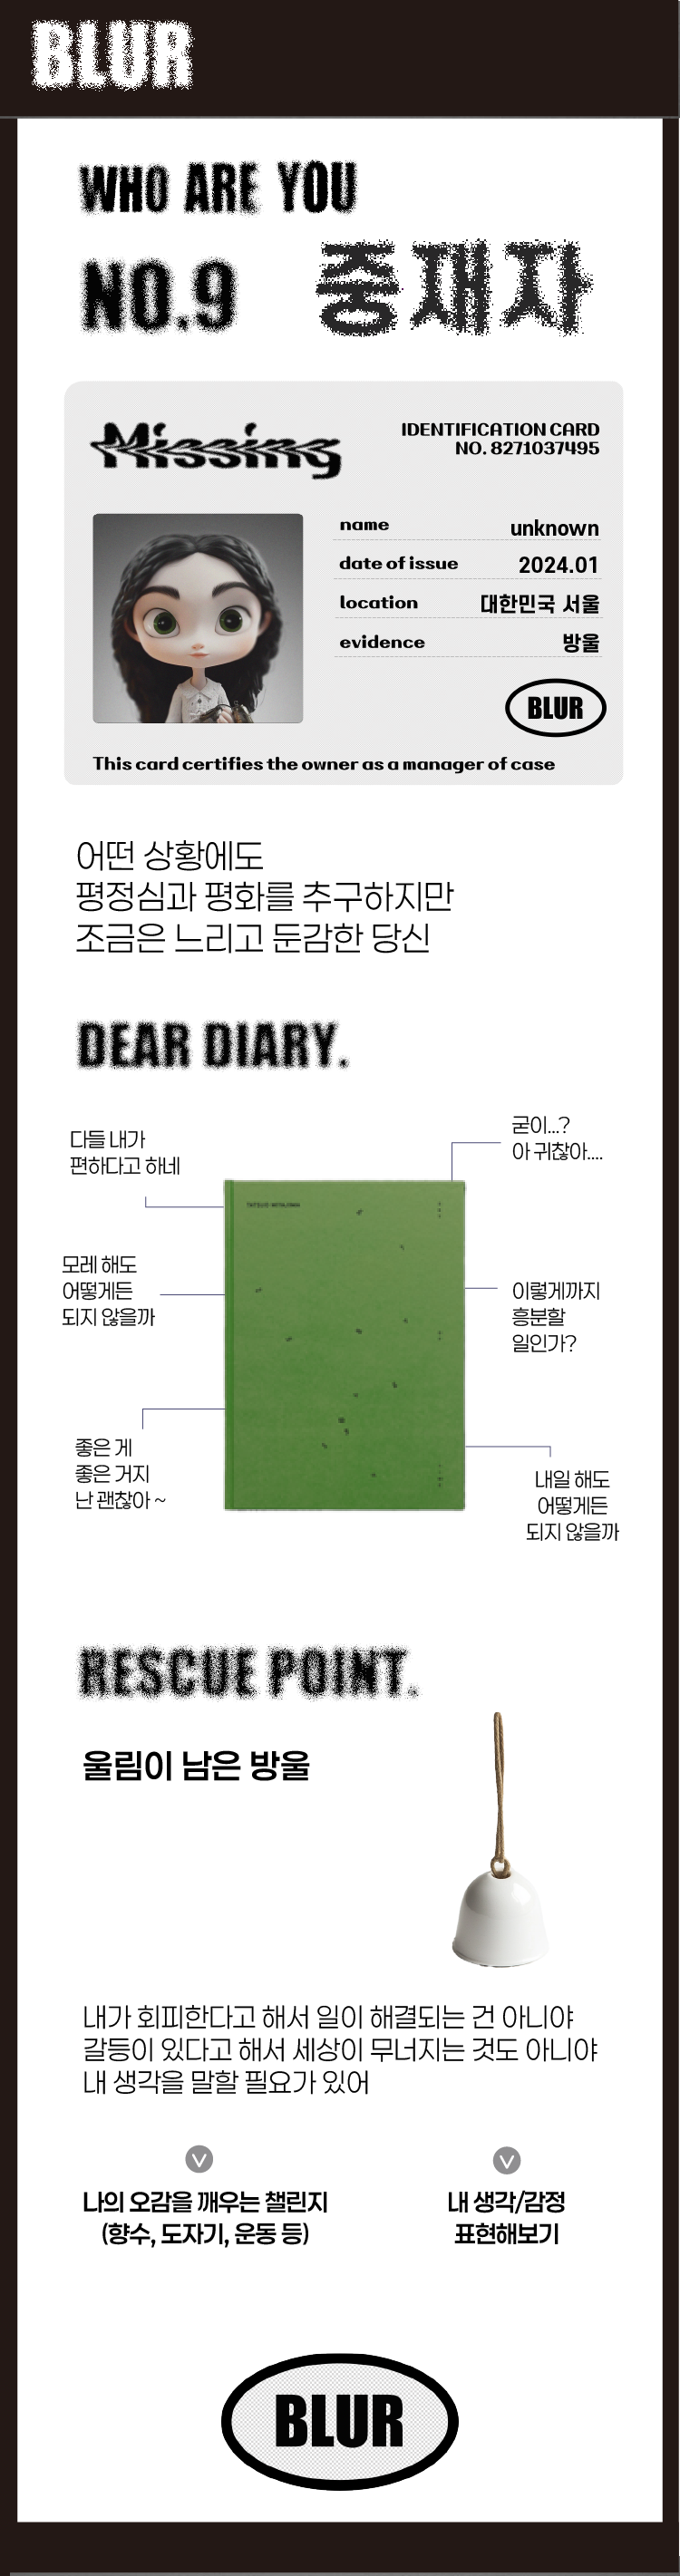 BLUR
WHO ARE YOU
NO.9 중재자
Missing
IDENTIFICATION CARD
NO. 8271037495
name unknown
date of issue 2024.01
location 대한민국 서울
evidence 방울
BLUR
This card certifies the owner as a manager of case
어떤 상황에도
평정심과 평화를 추구하지만
조금은 느리고 둔감한 당신
DEAR DIARY.
다들 내가
편하다고 하네
굳이...?
아 귀찮아....
모레 해도
어떻게든
되지 않을까
이렇게까지
흥분할
일인가?
좋은 게
좋은 거지
난 괜찮아 ~
내일 해도
어떻게든
되지 않을까
RESCUE POINT.
울림이 남은 방울
내가 회피한다고 해서 일이 해결되는 건 아니야
갈등이 있다고 해서 세상이 무너지는 것도 아니야
내 생각을 말할 필요가 있어
나의 오감을 깨우는 챌린지
(향수, 도자기, 운동 등)
내 생각/감정
표현해보기
BLUR